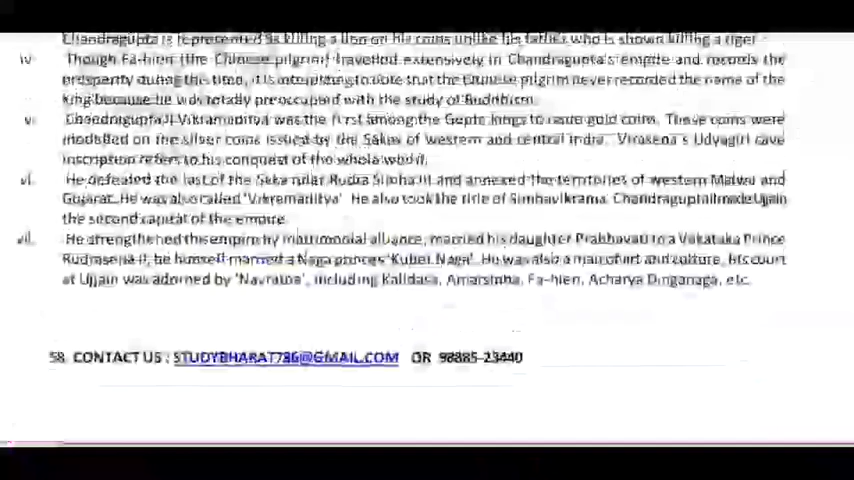 Chandragupta is represented as killing a lion on his coins unlike his father who is shown killing a tiger
iv. Though Fa-hien (the Chinese pilgrim) travelled extensively in Chandragupta's empire and records the
prosperity during the time, it is interesting to note that the Chinese pilgrim never recorded the name of the
king because he was totally preoccupied with the study of Buddhism.
v. Chandragupta II Vikramaditya was the first among the Gupta kings to issue gold coins. These coins were
modelled on the silver coins issued by the Sakas of western and central India. Virasena's Udyagiri cave
inscription refers to his conquest of the whole world.
vi. He defeated the last of the Saka ruler Rudra Simha III and annexed the territories of western Malwa and
Gujarat. He was also called 'Vikramaditya'. He also took the title of Simhavikrama. Chandragupta II made Ujjain
the second capital of the empire.
vii. He strengthened this empire by matrimonial alliance, married his daughter Prabhavati to a Vakataka Prince
Rudrasena II, he himself married a Naga princes 'Kuber Naga'. He was also a man of art and culture, his court
at Ujjain was adorned by 'Navratna', including Kalidasa, Amarsinha, Fa-hien, Acharya Dinganaga, etc.
58 CONTACT US : STUDYBHARAT786@GMAIL.COM OR 98885-23440